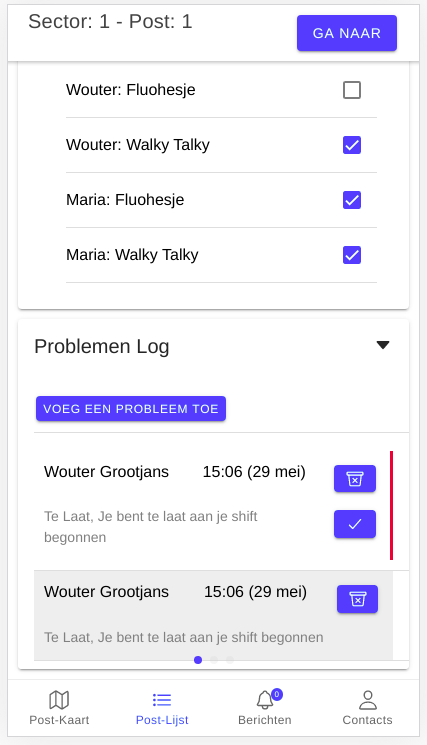 Sector: 1 - Post: 1
GA NAAR
Wouter: Fluohesje
Wouter: Walky Talky
Maria: Fluohesje
Maria: Walky Talky
Problemen Log
VOEG EEN PROBLEEM TOE
Wouter Grootjans 15:06 (29 mei)
Te Laat, Je bent te laat aan je shift
begonnen
Wouter Grootjans 15:06 (29 mei)
Te Laat, Je bent te laat aan je shift begonnen
0
Post-Kaart Post-Lijst Berichten Contacts